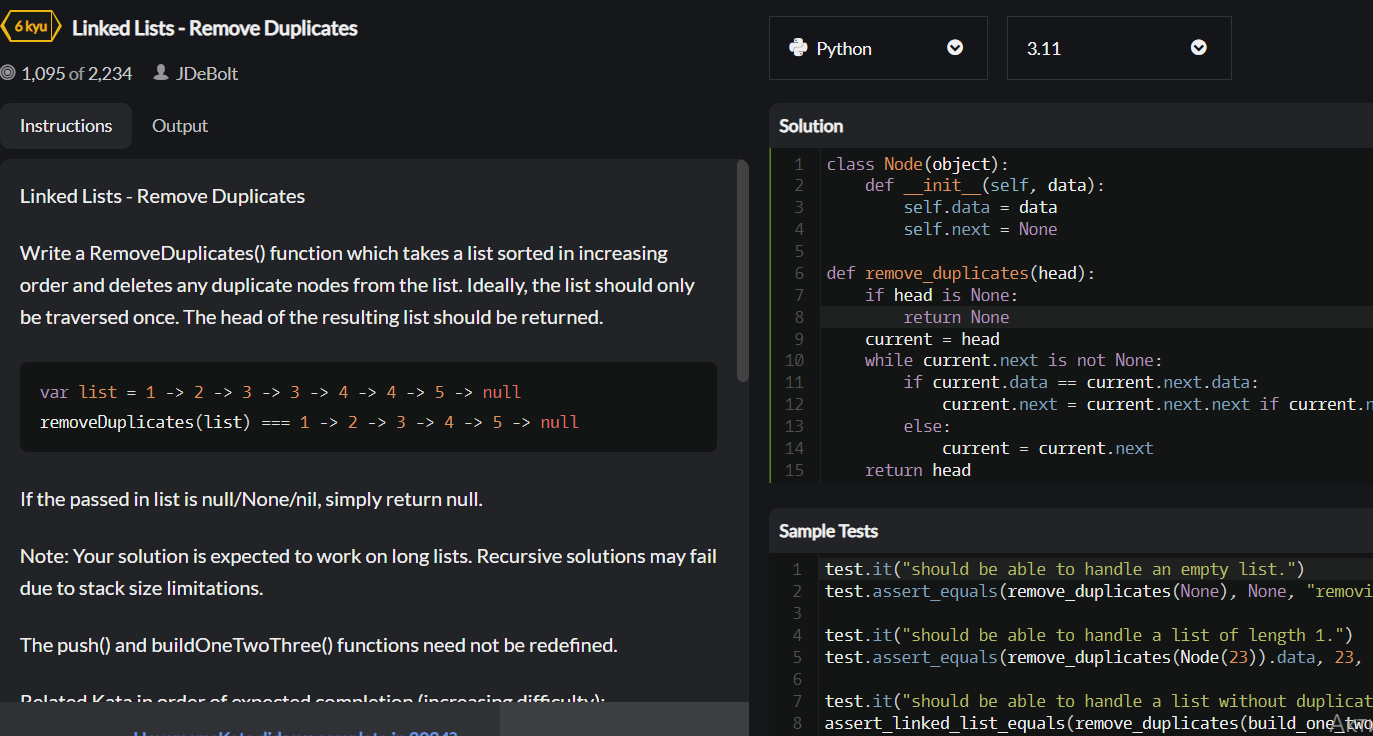 6 kyu Linked Lists - Remove Duplicates
1,095 of 2,234 JDeBolt
Instructions Output
Linked Lists - Remove Duplicates
Write a RemoveDuplicates() function which takes a list sorted in increasing
order and deletes any duplicate nodes from the list. Ideally, the list should only
be traversed once. The head of the resulting list should be returned.
var list = 1 -> 2 -> 3 -> 3 -> 4 -> 4 -> 5 -> null
removeDuplicates(list) === 1 -> 2 -> 3 -> 4 -> 5 -> null
If the passed in list is null/None/nil, simply return null.
Note: Your solution is expected to work on long lists. Recursive solutions may fail
due to stack size limitations.
The push() and buildOneTwoThree() functions need not be redefined.
Related Kata in order of expected completion (increasing difficulty):
Python 3.11
Solution
1 class Node(object):
2 def __init__(self, data):
3 self.data = data
4 self.next = None
5
6 def remove_duplicates(head):
7 if head is None:
8 return None
9 current = head
10 while current.next is not None:
11 if current.data == current.next.data:
12 current.next = current.next.next if current.n
13 else:
14 current = current.next
15 return head
Sample Tests
1 test.it("should be able to handle an empty list.")
2 test.assert_equals(remove_duplicates(None), None, "removi
3
4 test.it("should be able to handle a list of length 1.")
5 test.assert_equals(remove_duplicates(Node(23)).data, 23,
6
7 test.it("should be able to handle a list without duplicat
8 assert_linked_list_equals(remove_duplicates(build_one_two